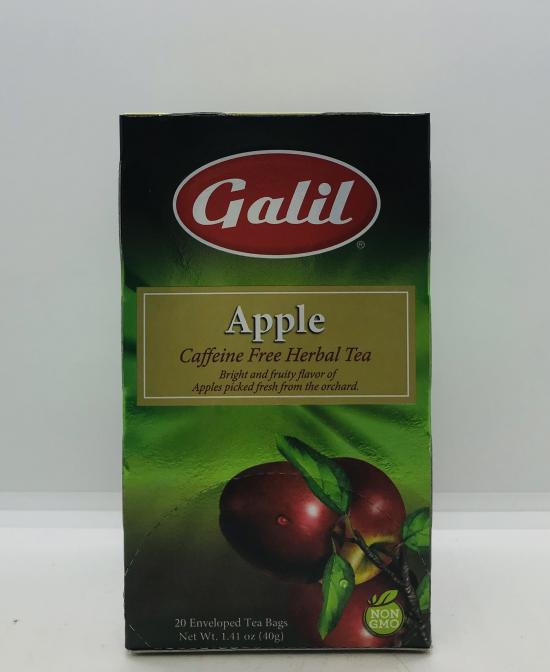 Galil
®
Apple
Caffeine Free Herbal Tea
Bright and fruity flavor of
Apples picked fresh from the orchard.
20 Enveloped Tea Bags
Net Wt. 1.41 oz (40g)
NON
GMO